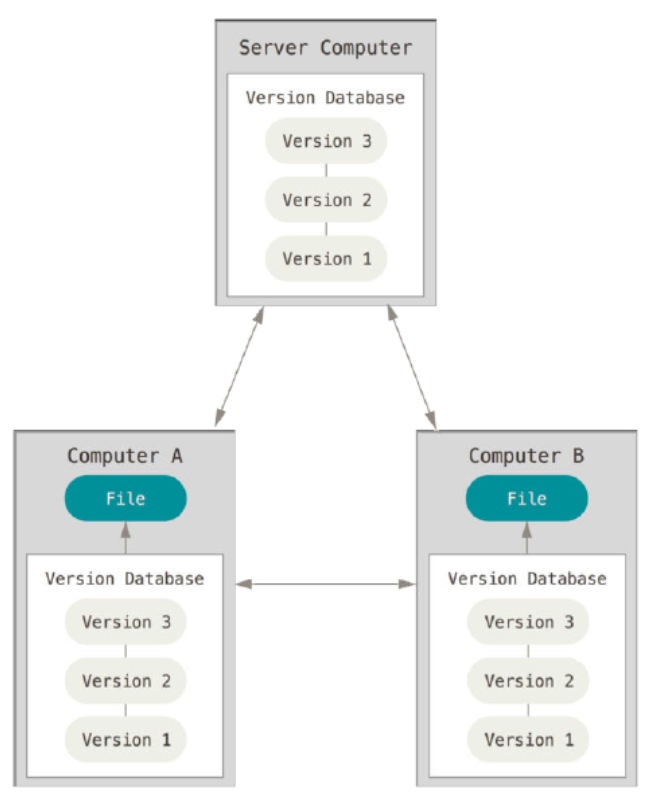 Server Computer
Version Database
Version 3
Version 2
Version 1
Computer A
File
Version Database
Version 3
Version 2
Version 1
Computer B
File
Version Database
Version 3
Version 2
Version 1